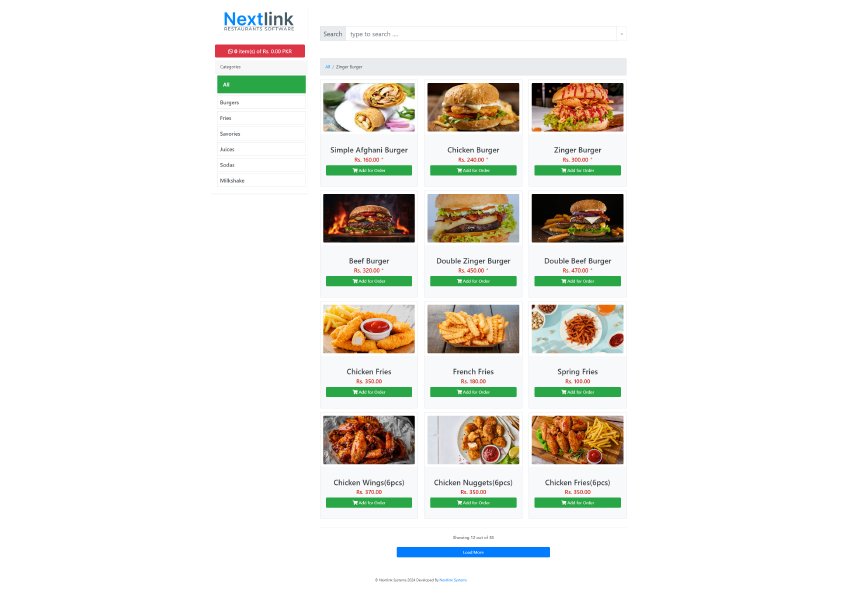 Nextlink
RESTAURANTS SOFTWARE
0 item(s) of Rs. 0.00 PKR
Categories
All
Burgers
Fries
Savories
Juices
Sodas
Milkshake
Search
type to search ....
All / Zinger Burger
Simple Afghani Burger
Rs. 160.00 *
Add for Order
Chicken Burger
Rs. 240.00 *
Add for Order
Zinger Burger
Rs. 300.00 *
Add for Order
Beef Burger
Rs. 320.00 *
Add for Order
Double Zinger Burger
Rs. 450.00 *
Add for Order
Double Beef Burger
Rs. 470.00 *
Add for Order
Chicken Fries
Rs. 350.00
Add for Order
French Fries
Rs. 180.00
Add for Order
Spring Fries
Rs. 100.00
Add for Order
Chicken Wings(6pcs)
Rs. 370.00
Add for Order
Chicken Nuggets(6pcs)
Rs. 350.00
Add for Order
Chicken Fries(6pcs)
Rs. 350.00
Add for Order
Showing 12 out of
Load More
© Nextlink Systems 2024 Developed By Nextlink Systems